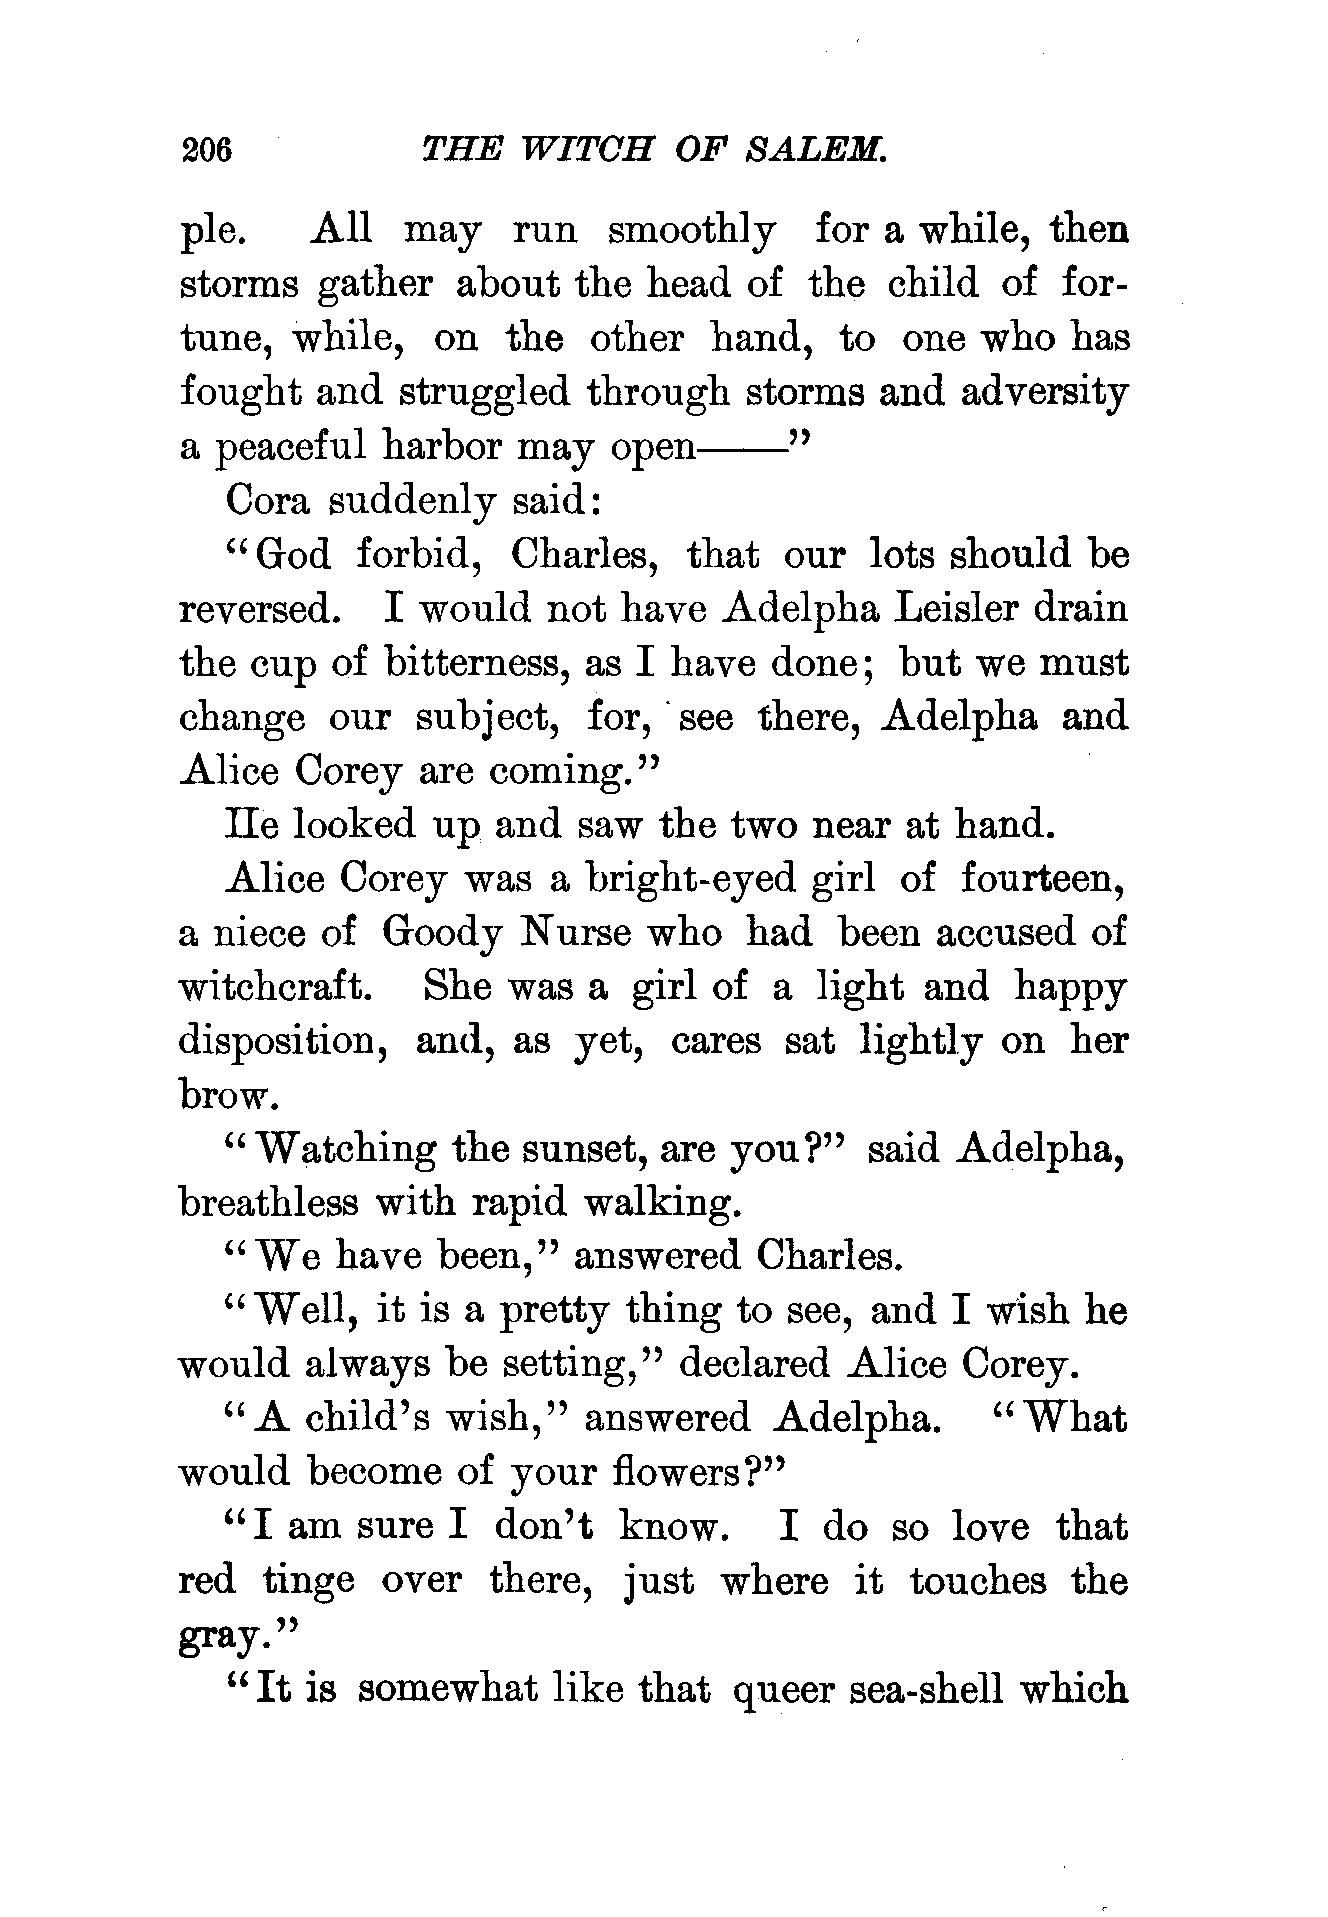 206 THE WITCH OF SALEM.
ple. All may run smoothly for a while, then
storms gather about the head of the child of for-
tune, while, on the other hand, to one who has
fought and struggled through storms and adversity
a peaceful harbor may open——”
Cora suddenly said:
“God forbid, Charles, that our lots should be
reversed. I would not have Adelpha Leisler drain
the cup of bitterness, as I have done; but we must
change our subject, for, see there, Adelpha and
Alice Corey are coming.”
He looked up and saw the two near at hand.
Alice Corey was a bright-eyed girl of fourteen,
a niece of Goody Nurse who had been accused of
witchcraft. She was a girl of a light and happy
disposition, and, as yet, cares sat lightly on her
brow.
“Watching the sunset, are you?” said Adelpha,
breathless with rapid walking.
“We have been,” answered Charles.
“Well, it is a pretty thing to see, and I wish he
would always be setting,” declared Alice Corey.
“A child’s wish,” answered Adelpha. “What
would become of your flowers?”
“I am sure I don’t know. I do so love that
red tinge over there, just where it touches the
gray.”
“It is somewhat like that queer sea-shell which